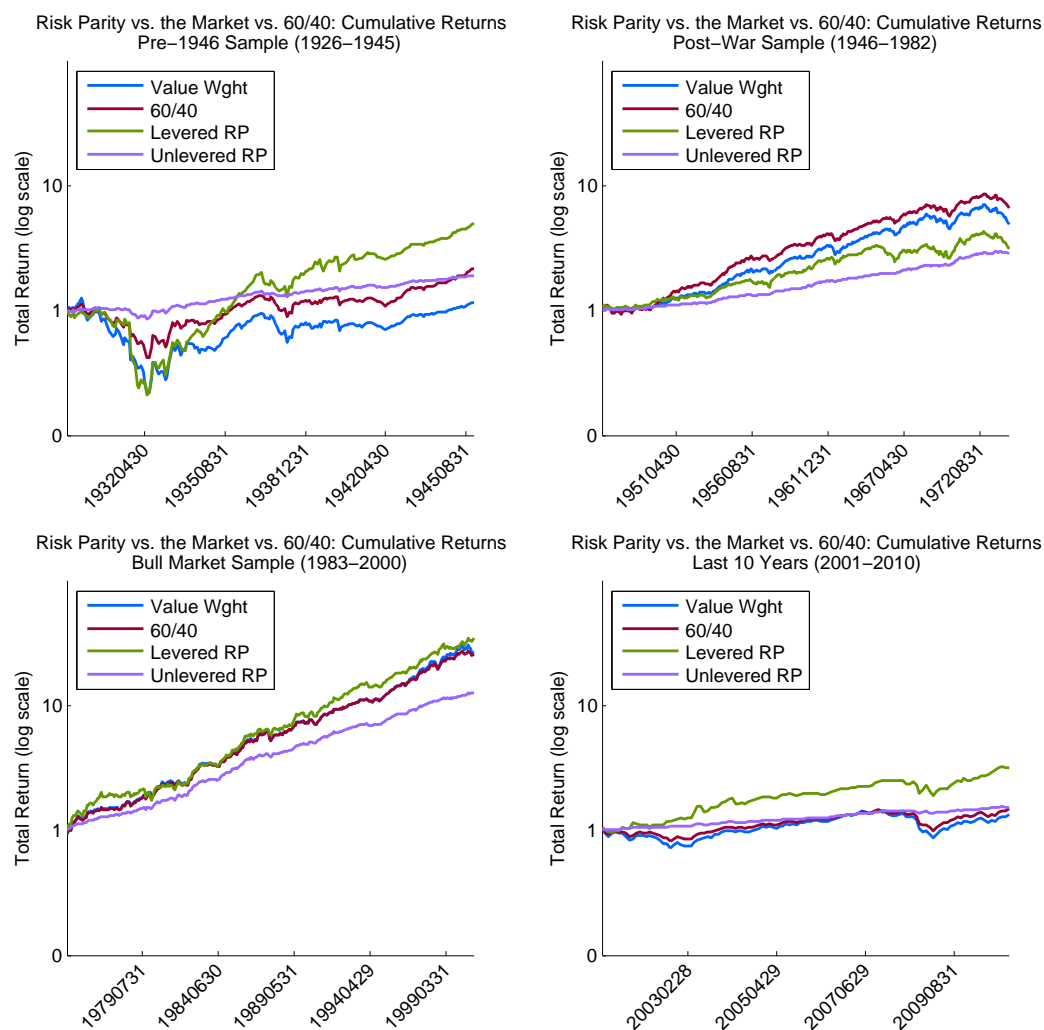 Risk Parity vs. the Market vs. 60/40: Cumulative Returns
Pre−1946 Sample (1926−1945)
Value Wght
60/40
Levered RP
Unlevered RP
Total Return (log scale)
10
1
0
19320430
19350831
19381231
19420430
19450831
Risk Parity vs. the Market vs. 60/40: Cumulative Returns
Post−War Sample (1946−1982)
Value Wght
60/40
Levered RP
Unlevered RP
Total Return (log scale)
10
1
0
19510430
19560831
19611231
19670430
19720831
Risk Parity vs. the Market vs. 60/40: Cumulative Returns
Bull Market Sample (1983−2000)
Value Wght
60/40
Levered RP
Unlevered RP
Total Return (log scale)
10
1
0
19790731
19840630
19890531
19940429
19990331
Risk Parity vs. the Market vs. 60/40: Cumulative Returns
Last 10 Years (2001−2010)
Value Wght
60/40
Levered RP
Unlevered RP
Total Return (log scale)
10
1
0
20030228
20050429
20070629
20090831